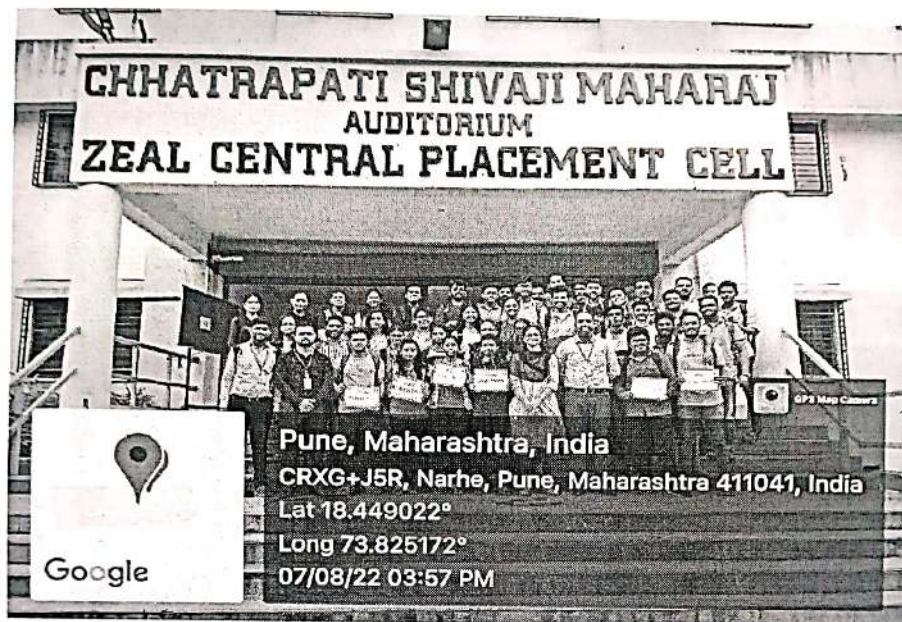 CHHATRAPATI SHIVAJI MAHARAJ
AUDITORIUM
ZEAL CENTRAL PLACEMENT CELL
GPS Map Camera
Pune, Maharashtra, India
CRXG+J5R, Narhe, Pune, Maharashtra 411041, India
Lat 18.449022°
Long 73.825172°
07/08/22 03:57 PM
Google